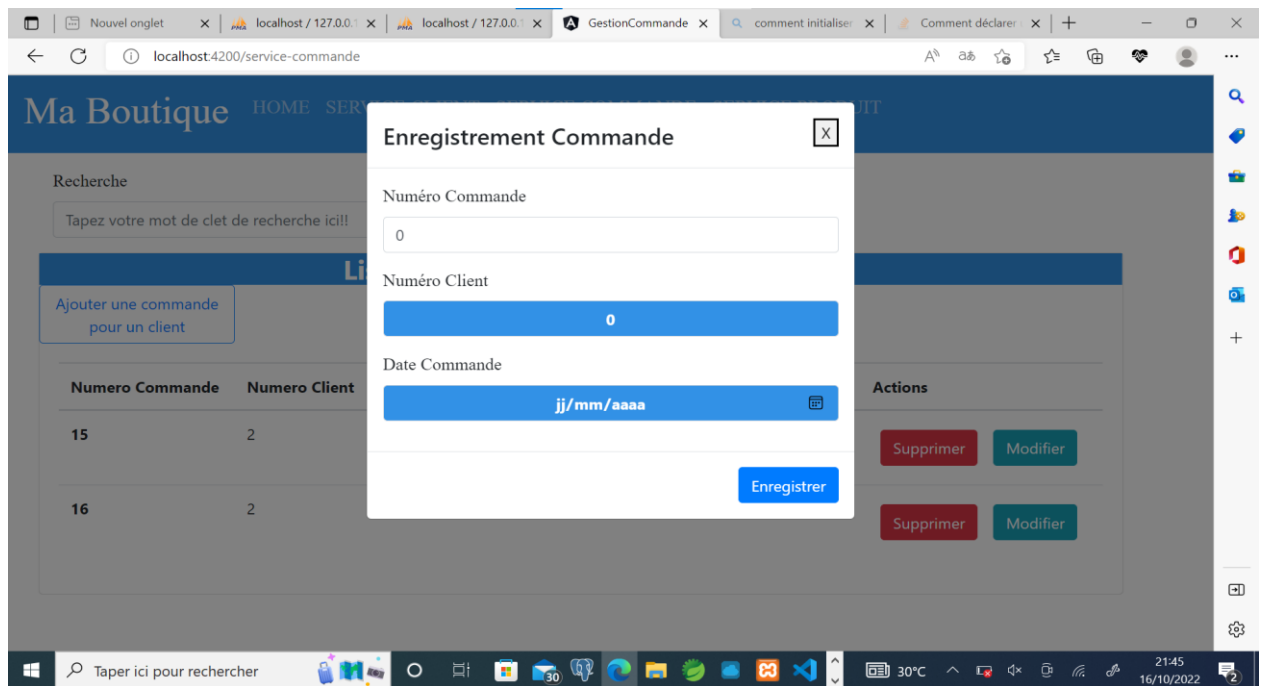 Nouvel onglet
localhost / 127.0.0.1
localhost / 127.0.0.1
GestionCommande
comment initialiser
Comment déclarer
localhost:4200/service-commande
Ma Boutique HOME
Enregistrement Commande
X
Recherche
Tapez votre mot de clet de recherche ici!!
Numéro Commande
0
Numéro Client
0
Date Commande
jj/mm/aaaa
Enregistrer
Ajouter une commande
pour un client
Numero Commande Numero Client Actions
15 2 Supprimer Modifier
16 2 Supprimer Modifier
Taper ici pour rechercher
30
30°C
21:45
16/10/2022
2